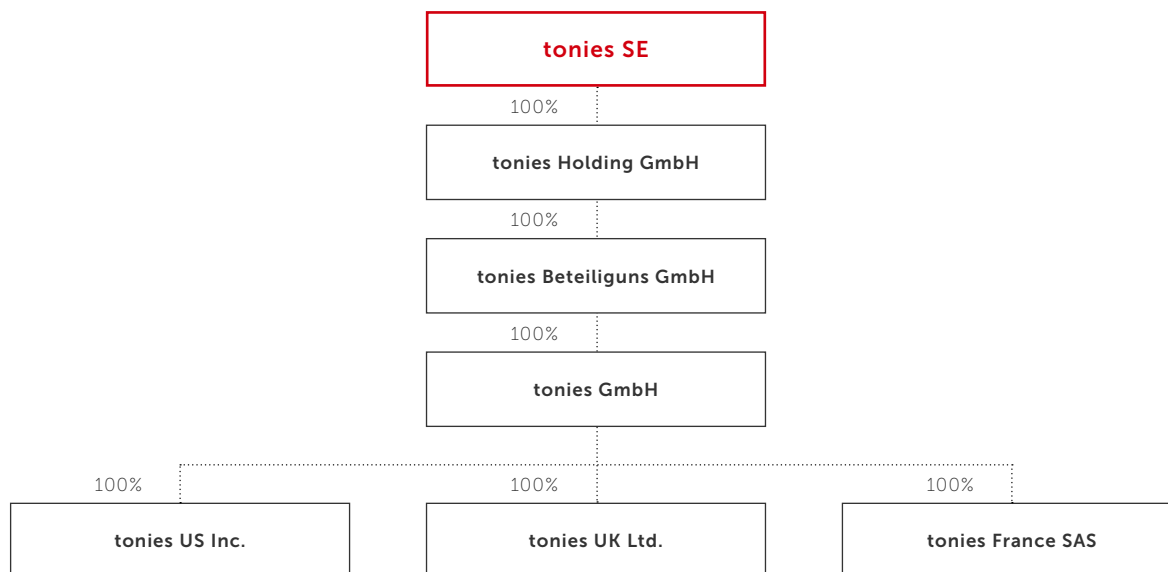 tonies SE
100%
tonies Holding GmbH
100%
tonies Beteiliguns GmbH
100%
tonies GmbH
100%
100%
100%
tonies US Inc.
tonies UK Ltd.
tonies France SAS